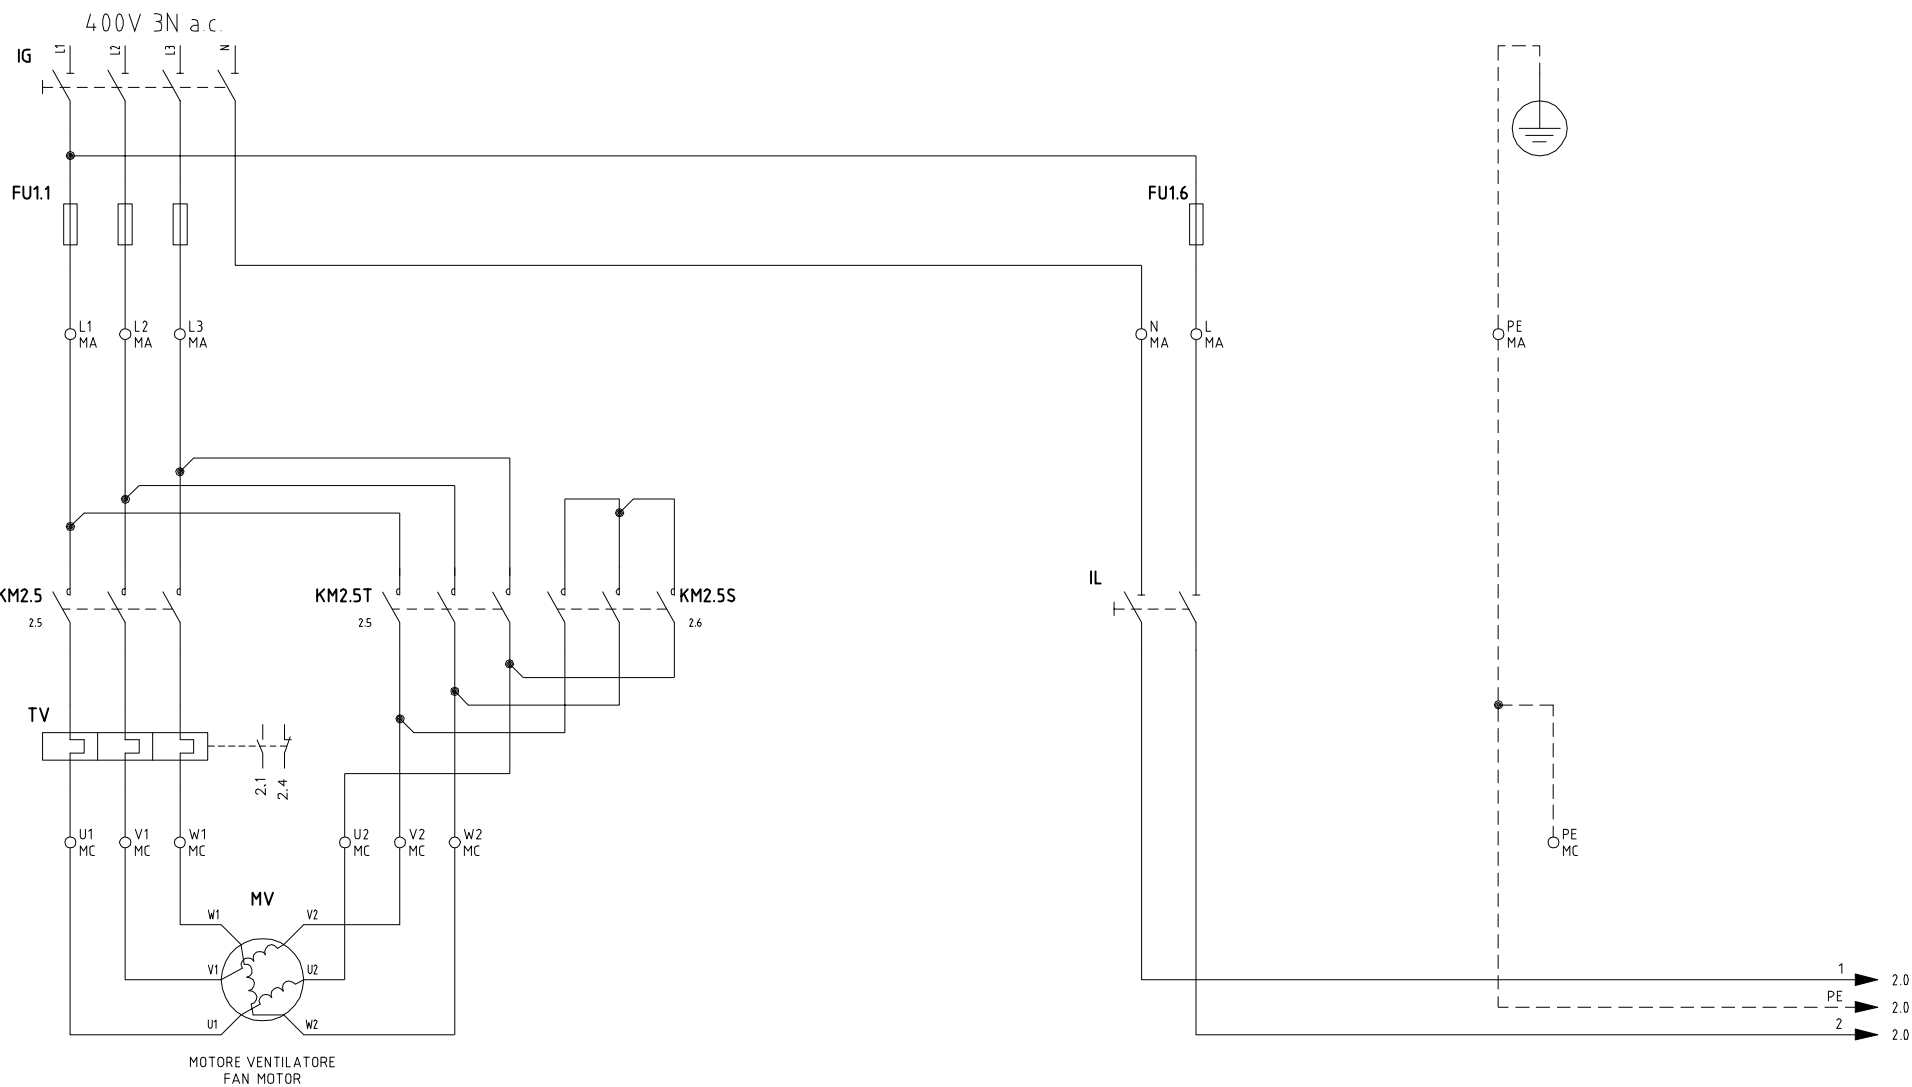 400V 3N a.c.
IG
L1
L2
L3
N
FU1.1
FU1.6
L1
MA
L2
MA
L3
MA
N
MA
L
MA
PE
MA
KM2.5
2.5
KM2.5T
2.5
KM2.5S
2.6
IL
TV
2.1
2.4
U1
MC
V1
MC
W1
MC
U2
MC
V2
MC
W2
MC
PE
MC
MV
W1
V2
V1
U2
U1
W2
1
2.0
PE
2.0
2
2.0
MOTORE VENTILATORE
FAN MOTOR